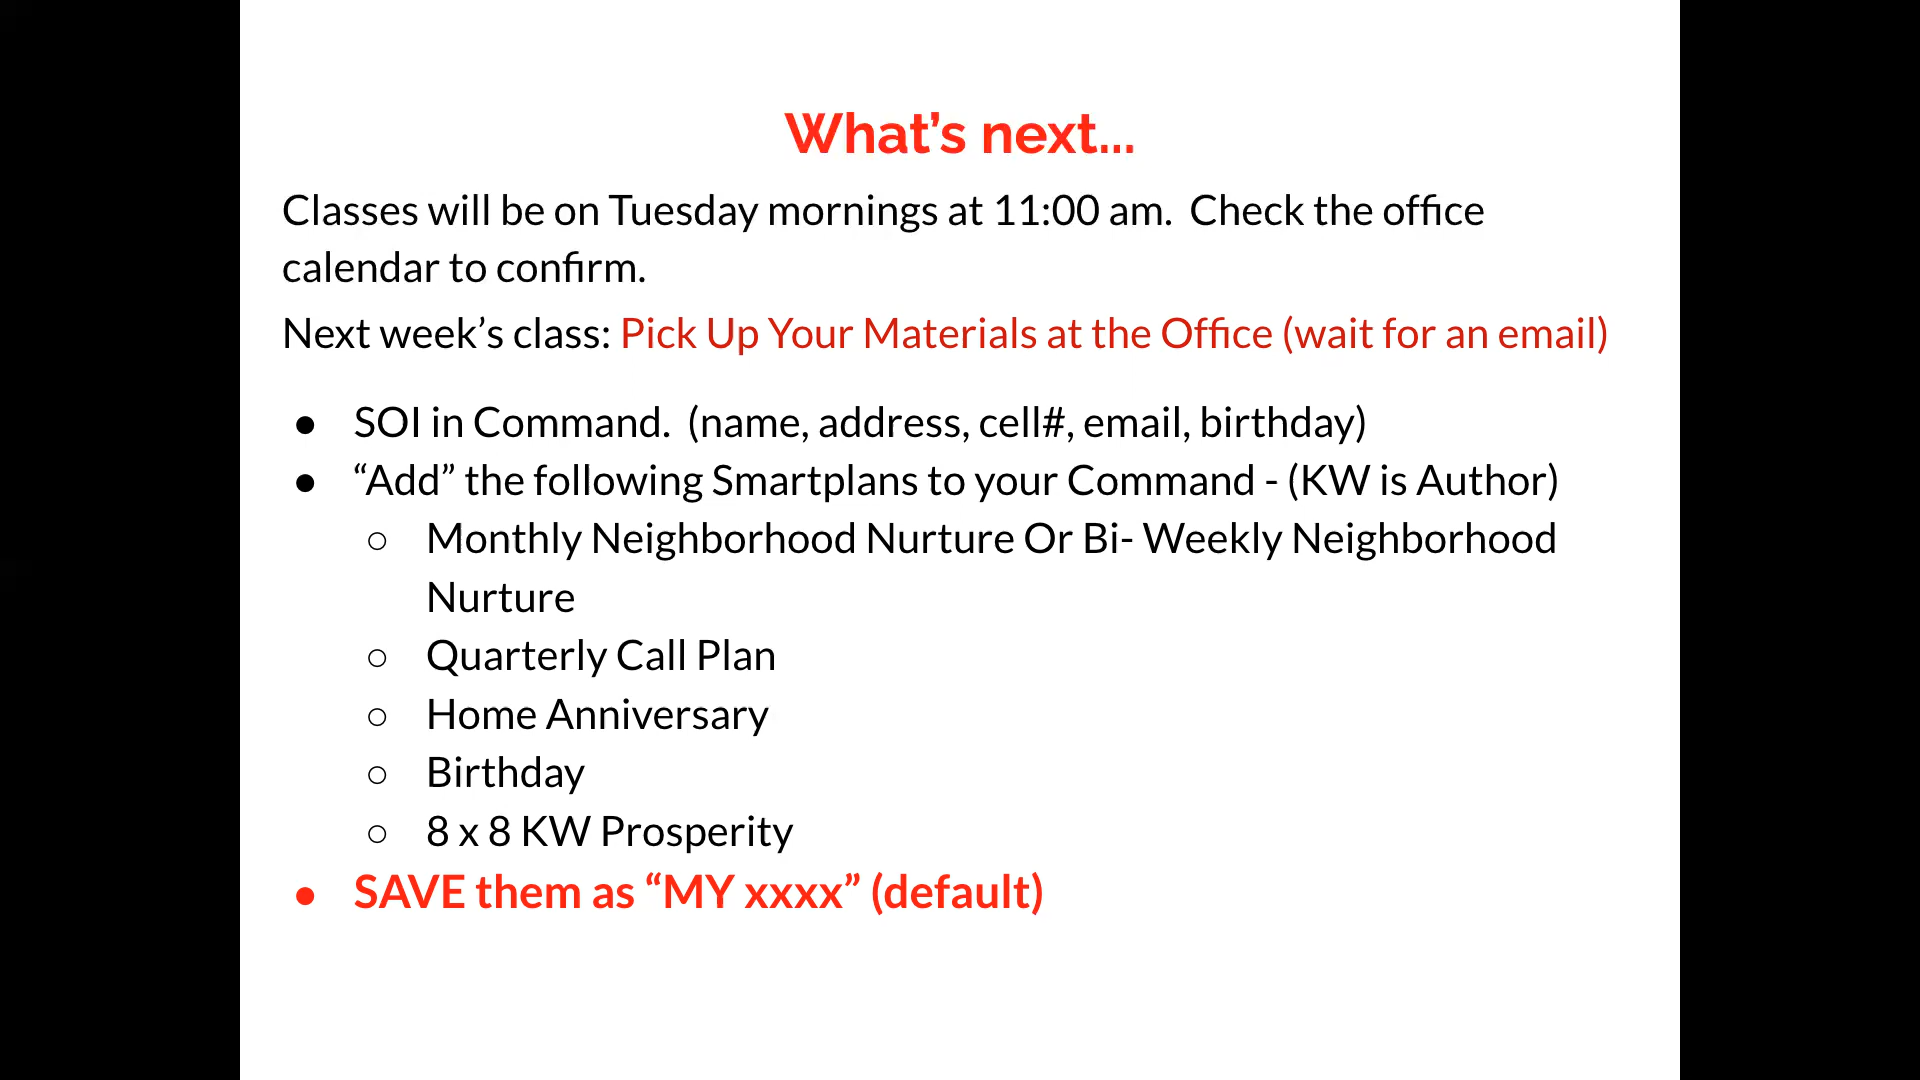 What’s next...
Classes will be on Tuesday mornings at 11:00 am.  Check the office
calendar to confirm.
Next week’s class: Pick Up Your Materials at the Office (wait for an email)
● SOI in Command.  (name, address, cell#, email, birthday)
● “Add” the following Smartplans to your Command - (KW is Author)
○ Monthly Neighborhood Nurture Or Bi- Weekly Neighborhood
Nurture
○ Quarterly Call Plan
○ Home Anniversary
○ Birthday
○ 8 x 8 KW Prosperity
● SAVE them as “MY xxxx” (default)